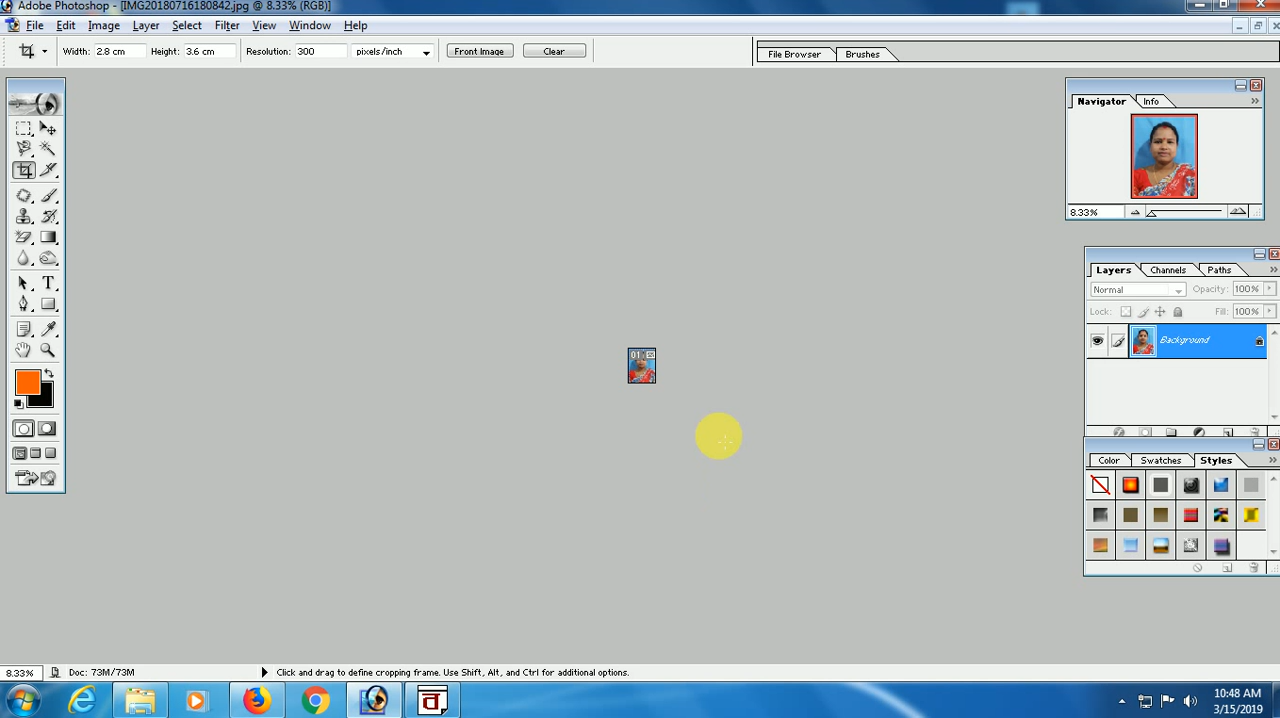 Adobe Photoshop - [IMG20180716180842.jpg @ 8.33% (RGB)]
File Edit Image Layer Select Filter View Window Help
Width: 2.8 cm Height: 3.6 cm Resolution: 300 pixels/inch Front Image Clear File Browser Brushes
Navigator Info
8.33%
Layers Channels Paths
Normal Opacity: 100%
Lock: Fill: 100%
Background
Color Swatches Styles
8.33% Doc: 73M/73M Click and drag to define cropping frame. Use Shift, Alt, and Ctrl for additional options.
10:48 AM
3/15/2019